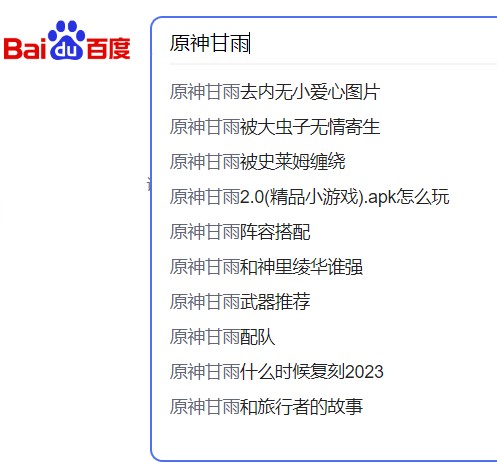 Bai du 百度
原神甘雨
原神甘雨去内无小爱心图片
原神甘雨被大虫子无情寄生
原神甘雨被史莱姆缠绕
原神甘雨2.0(精品小游戏).apk怎么玩
原神甘雨阵容搭配
原神甘雨和神里绫华谁强
原神甘雨武器推荐
原神甘雨配队
原神甘雨什么时候复刻2023
原神甘雨和旅行者的故事